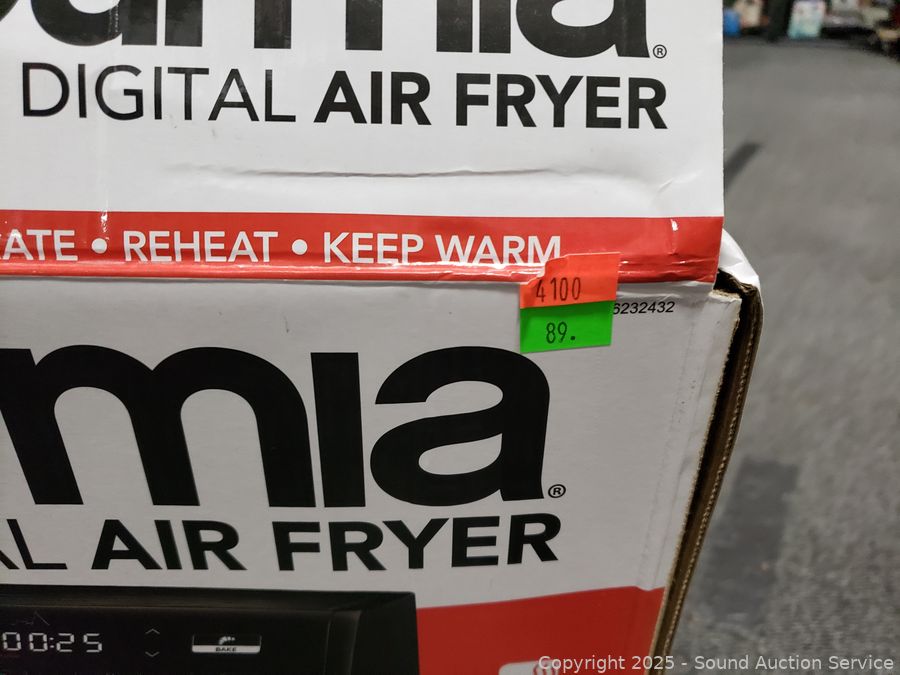 armia®
DIGITAL AIR FRYER
ATE • REHEAT • KEEP WARM
4100
6232432
89.
mia®
AL AIR FRYER
00:25
BAKE
Copyright 2025 - Sound Auction Service